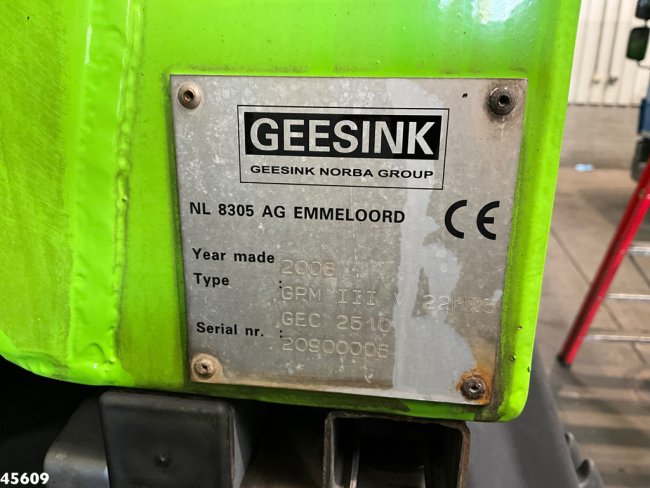 GEESINK
GEESINK NORBA GROUP
NL 8305 AG EMMELOORD CE
Year made : 2008
Type : GPM III V 22H25
GEC 2510
Serial nr. : 20900006
45609